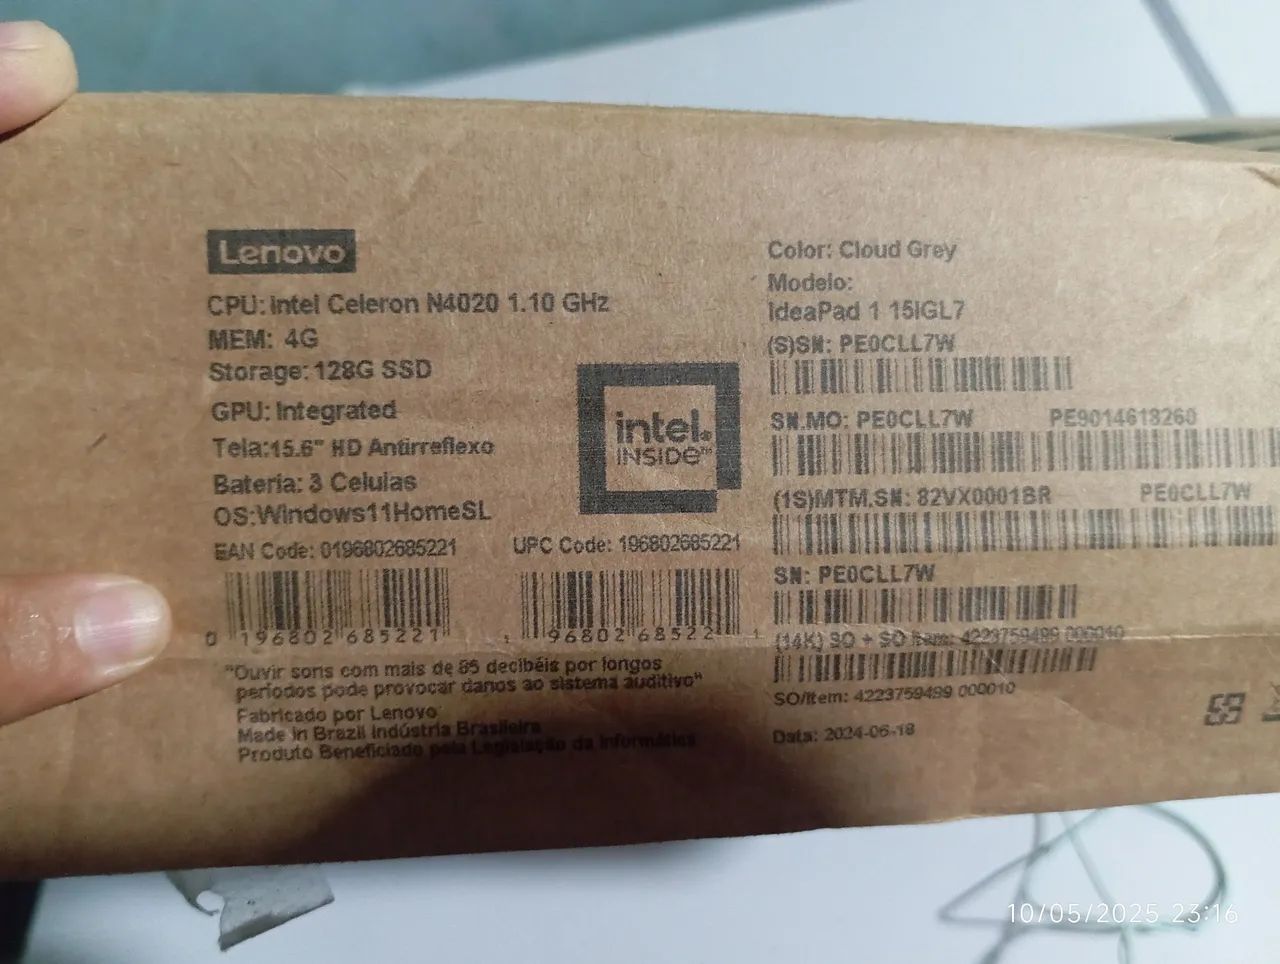 Lenovo
CPU: Intel Celeron N4020 1.10 GHz
MEM: 4G
Storage: 128G SSD
GPU: Integrated
Tela:15.6" HD Antirreflexo
Bateria: 3 Celulas
OS:Windows11HomeSL
EAN Code: 0196802685221
UPC Code: 196802685221
0 196802 685221
1 96802 68522 1
"Ouvir sons com mais de 85 decibéis por longos
períodos pode provocar danos ao sistema auditivo"
Fabricado por Lenovo
Made in Brazil Indústria Brasileira
Produto Beneficiado pela Legislação da Informática
intel.
INSIDE™
Color: Cloud Grey
Modelo:
IdeaPad 1 15IGL7
(S)SN: PE0CLL7W
SN.MO: PE0CLL7W PE9014618260
(1S)MTM,SN: 82VX0001BR PE0CLL7W
SN: PE0CLL7W
(14K) SO + SO Item: 4223759499 000010
SO/Item: 4223759499 000010
Data: 2024-06-18
10/05/2025 23:16